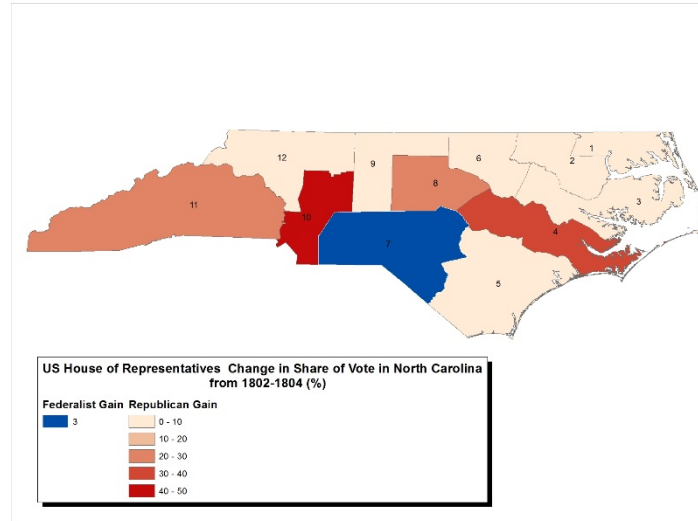 1
12
9
6
2
8
11
3
10
4
7
5
US House of Representatives Change in Share of Vote in North Carolina
from 1802-1804 (%)
Federalist Gain Republican Gain
3 0 - 10
10 - 20
20 - 30
30 - 40
40 - 50